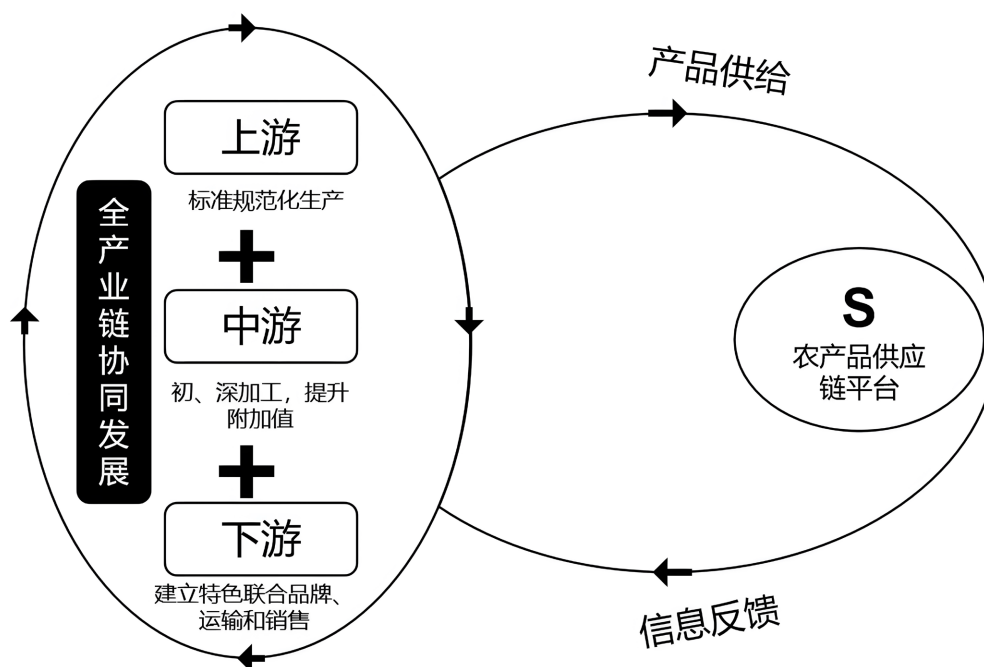 产品供给
上游
标准规范化生产
全产业链协同发展
中游
初、深加工，提升
附加值
下游
建立特色联合品牌、
运输和销售
S
农产品供应
链平台
信息反馈